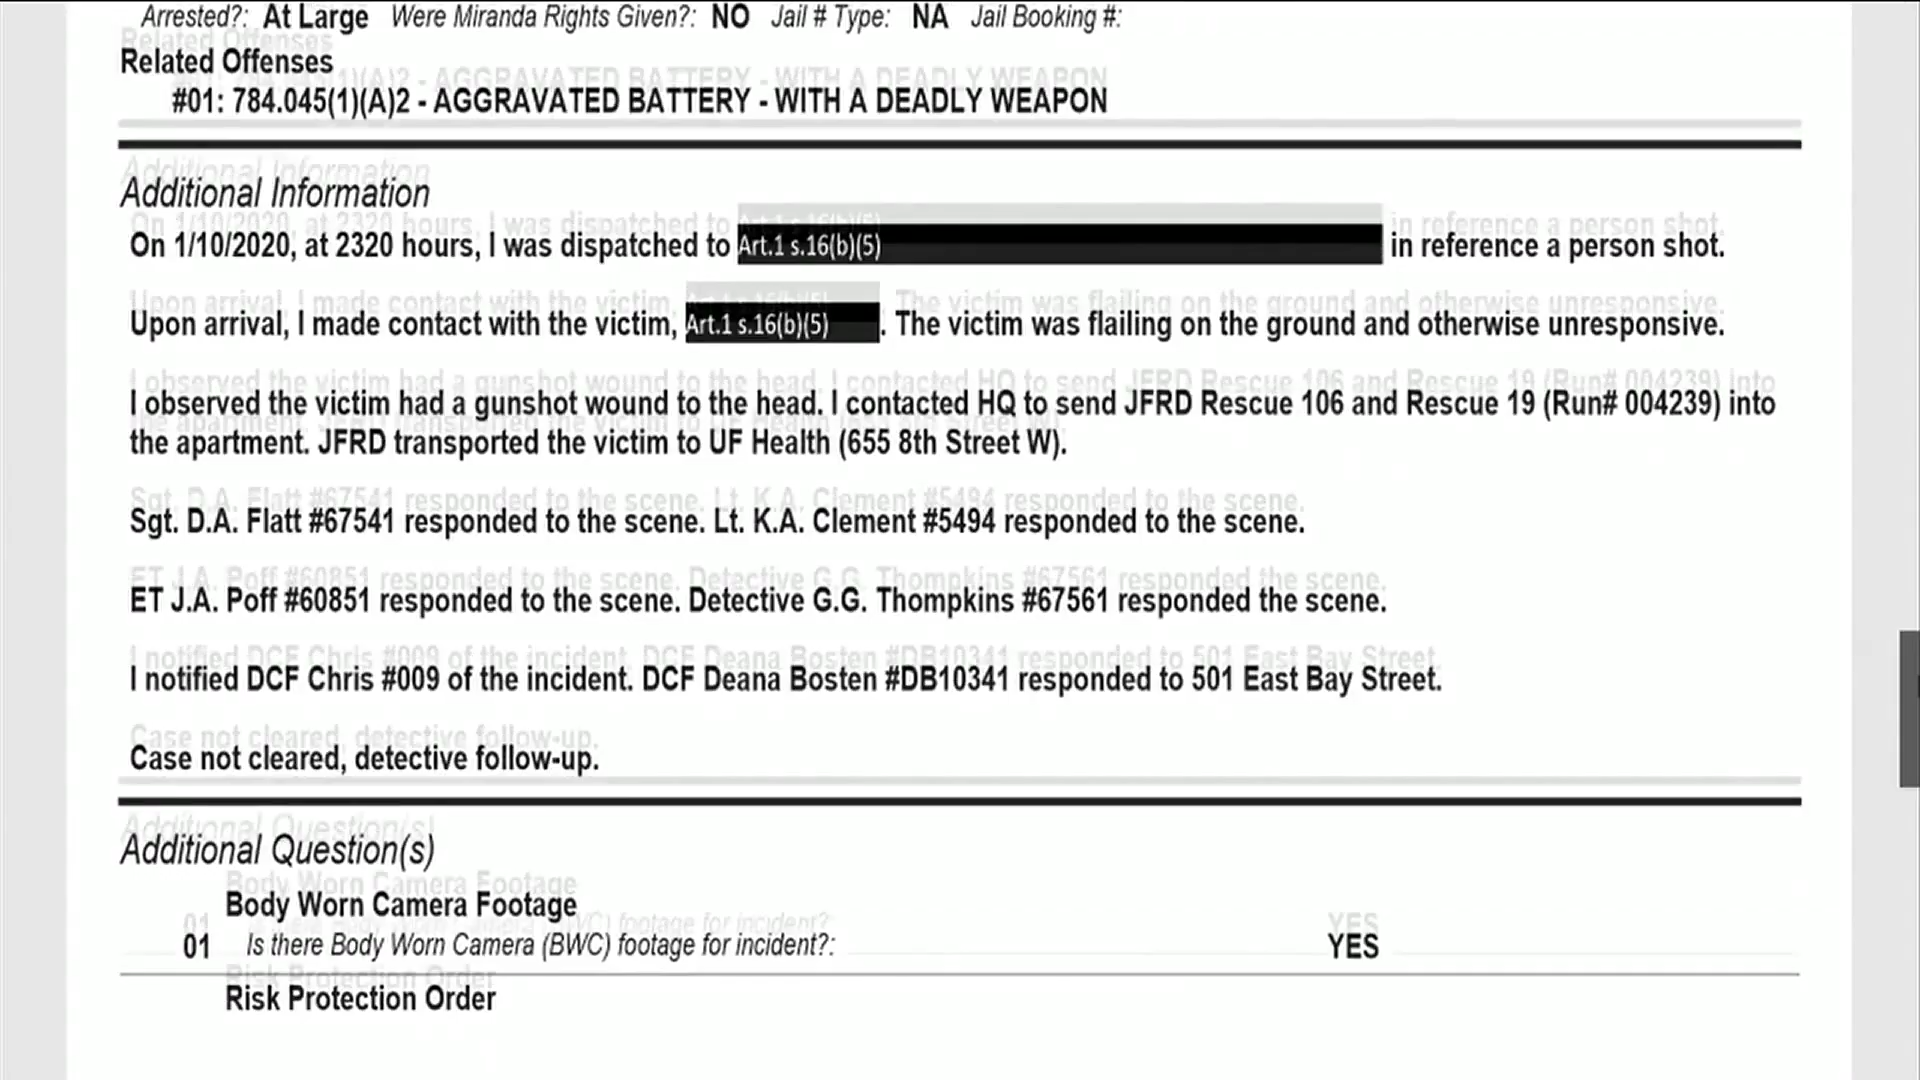 Arrested?: At Large Were Miranda Rights Given?: NO Jail # Type: NA Jail Booking #:
Related Offenses
#01: 784.045(1)(A)2 - AGGRAVATED BATTERY - WITH A DEADLY WEAPON
Additional Information
On 1/10/2020, at 2320 hours, I was dispatched to Art.1 s.16(b)(5) in reference a person shot.
Upon arrival, I made contact with the victim, Art.1 s.16(b)(5). The victim was flailing on the ground and otherwise unresponsive.
I observed the victim had a gunshot wound to the head. I contacted HQ to send JFRD Rescue 106 and Rescue 19 (Run# 004239) into
the apartment. JFRD transported the victim to UF Health (655 8th Street W).
Sgt. D.A. Flatt #67541 responded to the scene. Lt. K.A. Clement #5494 responded to the scene.
ET J.A. Poff #60851 responded to the scene. Detective G.G. Thompkins #67561 responded the scene.
I notified DCF Chris #009 of the incident. DCF Deana Bosten #DB10341 responded to 501 East Bay Street.
Case not cleared, detective follow-up.
Additional Question(s)
Body Worn Camera Footage
01 Is there Body Worn Camera (BWC) footage for incident?: YES
Risk Protection Order